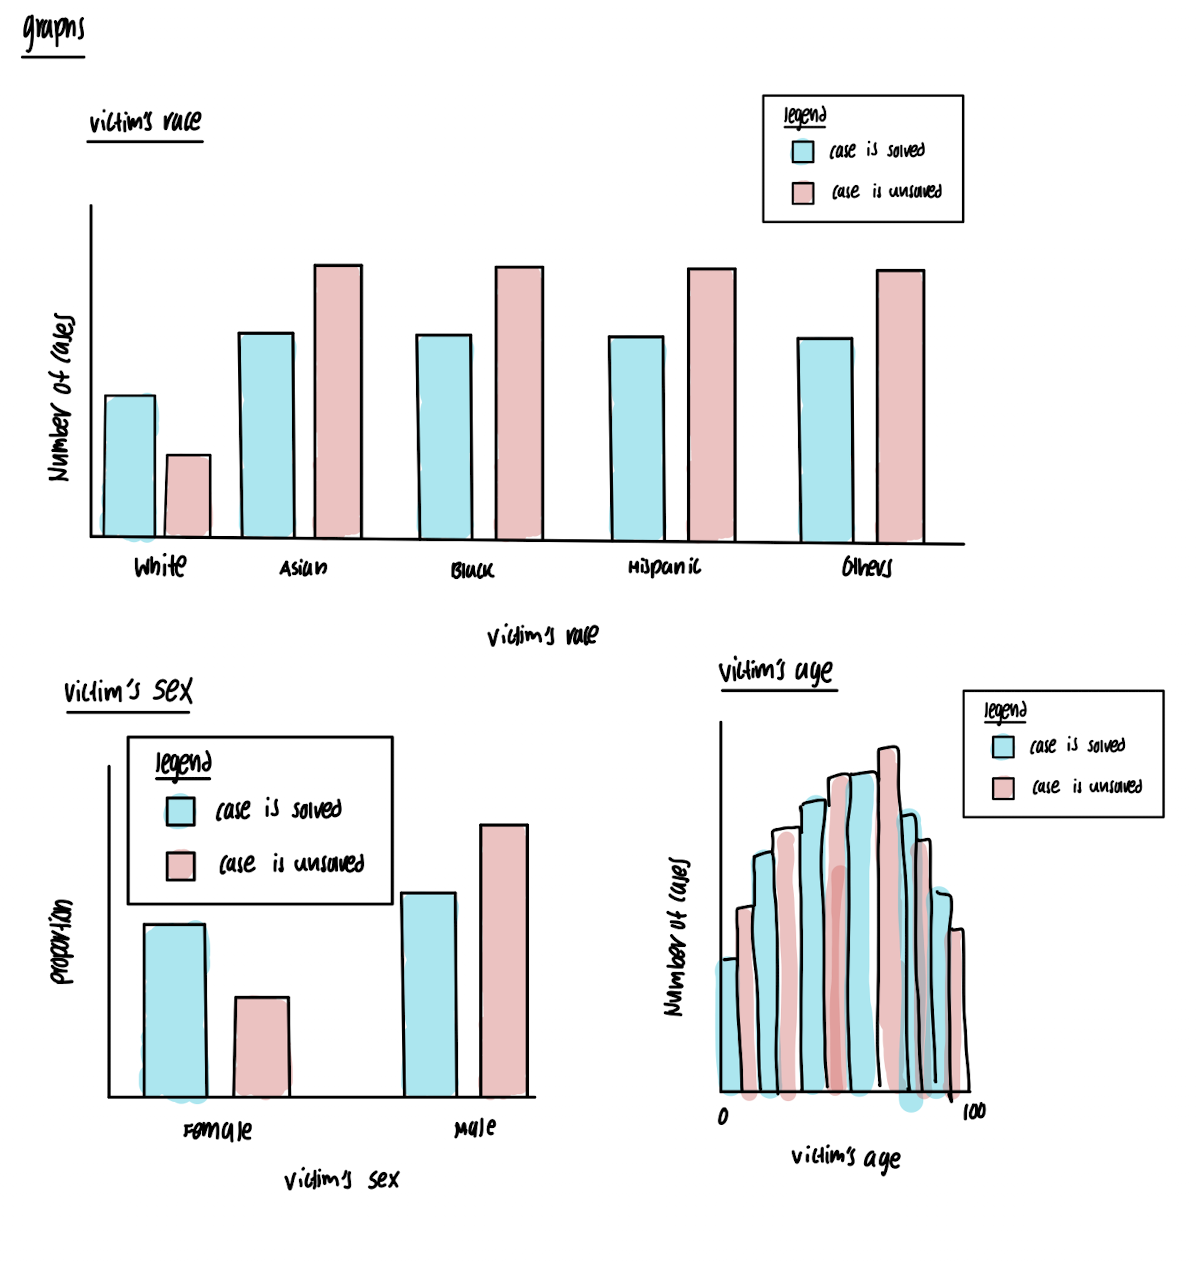 graphs
victim's race
legend
case is solved
case is unsolved
Number of cases
White
Asian
Black
Hispanic
Others
victim's race
victim's sex
legend
case is solved
case is unsolved
proportion
Female
Male
victim's sex
victim's age
legend
case is solved
case is unsolved
Number of cases
0
100
victim's age